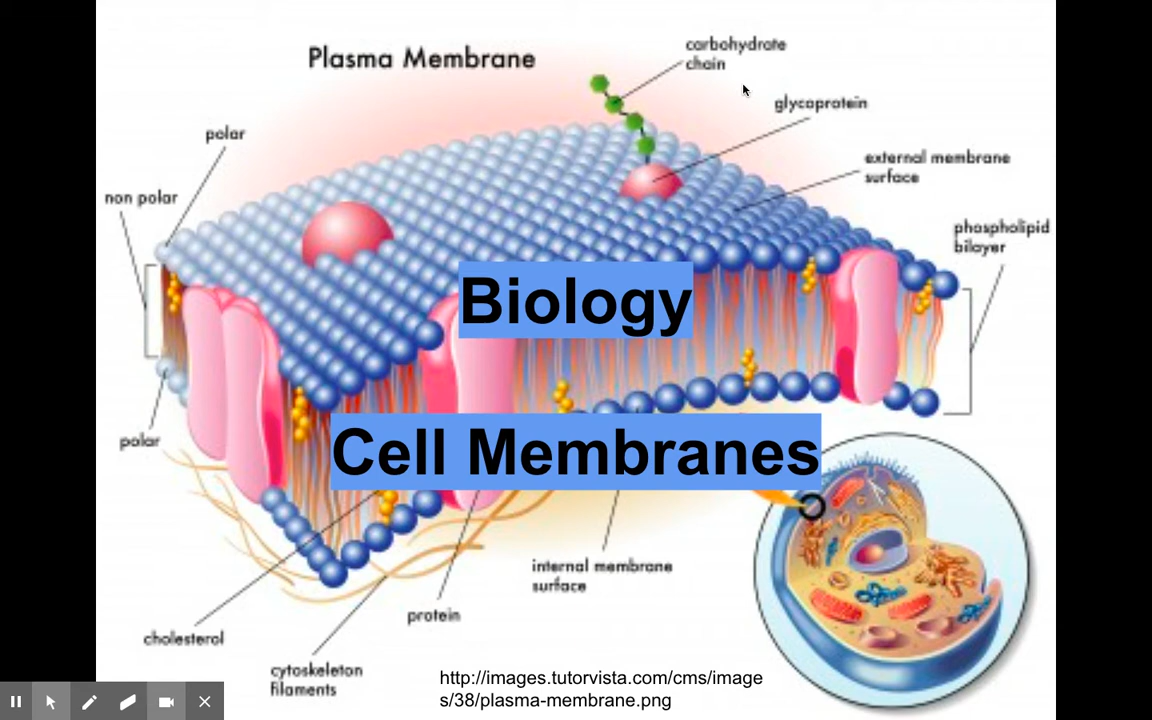 Plasma Membrane
carbohydrate
chain
glycoprotein
polar
external membrane
surface
non polar
phospholipid
bilayer
Biology
Cell Membranes
polar
internal membrane
surface
protein
cholesterol
cytoskeleton
filaments
http://images.tutorvista.com/cms/image
s/38/plasma-membrane.png